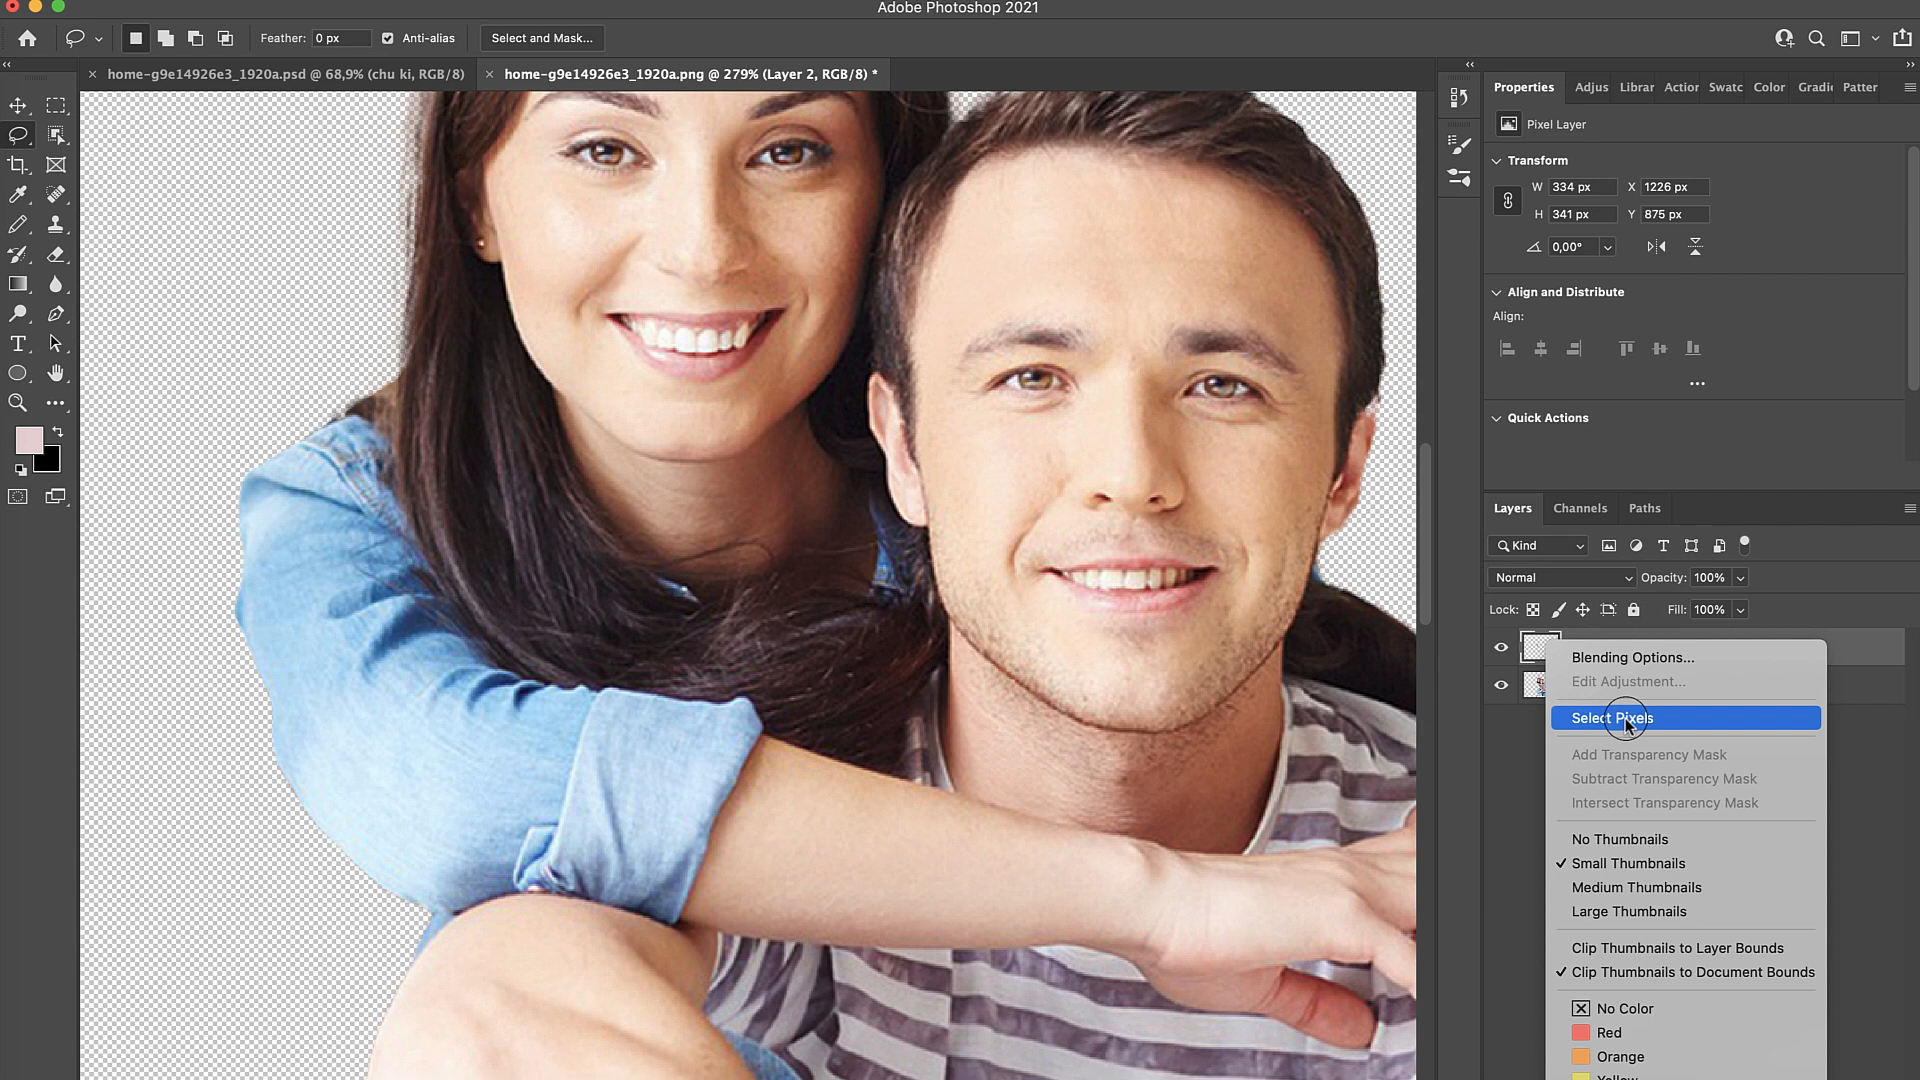 Adobe Photoshop 2021
Feather: 0 px Anti-alias Select and Mask...
home-g9e14926e3_1920a.psd @ 68,9% (chu ki, RGB/8)
home-g9e14926e3_1920a.png @ 279% (Layer 2, RGB/8) *
Properties Adjus Librar Action Swatc Color Gradie Patter
Pixel Layer
Transform
W 334 px X 1226 px
H 341 px Y 875 px
0,00°
Align and Distribute
Align:
Quick Actions
Layers Channels Paths
Kind
Normal Opacity: 100%
Lock: Fill: 100%
Blending Options...
Edit Adjustment...
Select Pixels
Add Transparency Mask
Subtract Transparency Mask
Intersect Transparency Mask
No Thumbnails
Small Thumbnails
Medium Thumbnails
Large Thumbnails
Clip Thumbnails to Layer Bounds
Clip Thumbnails to Document Bounds
No Color
Red
Orange
Yellow